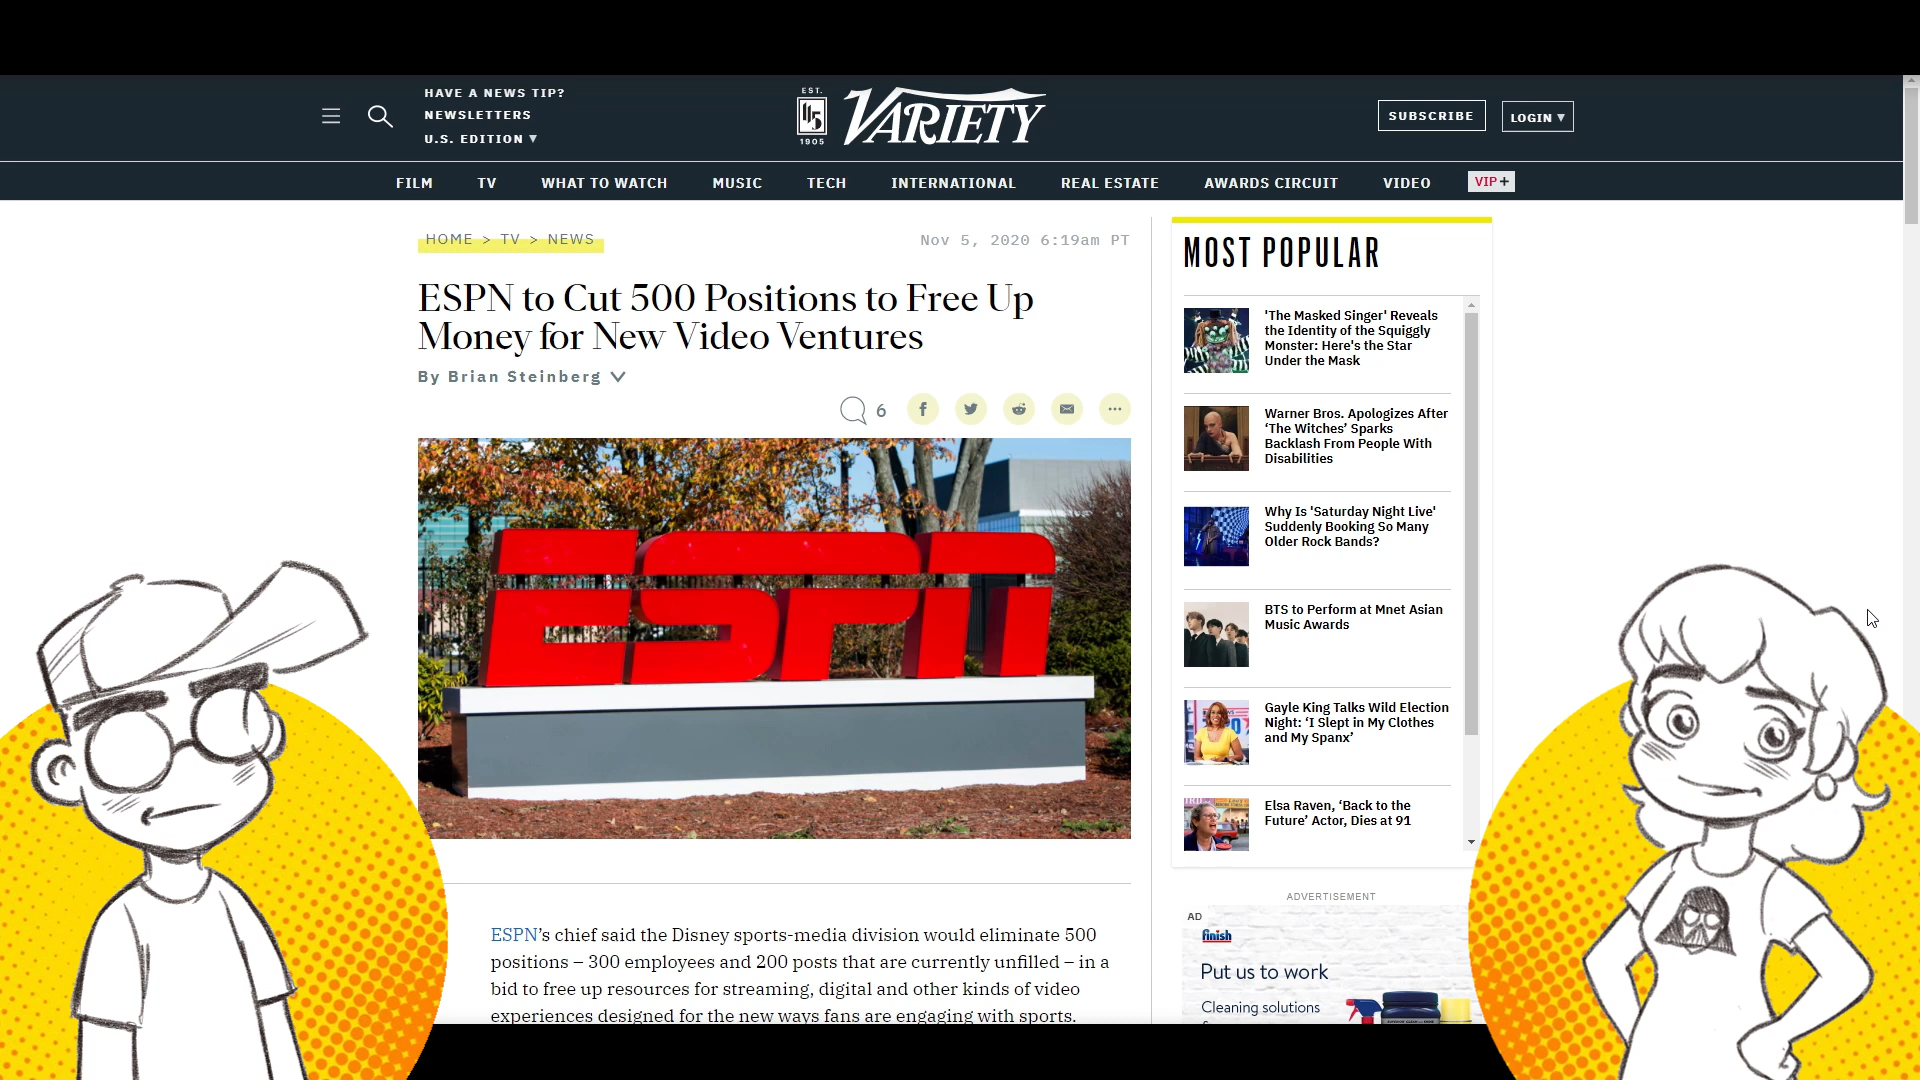 HAVE A NEWS TIP?
NEWSLETTERS
U.S. EDITION
EST.
1905
VARIETY
SUBSCRIBE
LOGIN
FILM
TV
WHAT TO WATCH
MUSIC
TECH
INTERNATIONAL
REAL ESTATE
AWARDS CIRCUIT
VIDEO
VIP+
HOME > TV > NEWS
Nov 5, 2020 6:19am PT
ESPN to Cut 500 Positions to Free Up
Money for New Video Ventures
By Brian Steinberg
6
ESPN
ESPN's chief said the Disney sports-media division would eliminate 500
positions – 300 employees and 200 posts that are currently unfilled – in a
bid to free up resources for streaming, digital and other kinds of video
experiences designed for the new ways fans are engaging with sports.
MOST POPULAR
'The Masked Singer' Reveals
the Identity of the Squiggly
Monster: Here's the Star
Under the Mask
Warner Bros. Apologizes After
‘The Witches’ Sparks
Backlash From People With
Disabilities
Why Is 'Saturday Night Live'
Suddenly Booking So Many
Older Rock Bands?
BTS to Perform at Mnet Asian
Music Awards
Gayle King Talks Wild Election
Night: ‘I Slept in My Clothes
and My Spanx’
Elsa Raven, ‘Back to the
Future’ Actor, Dies at 91
ADVERTISEMENT
AD
finish
Put us to work
Cleaning solutions